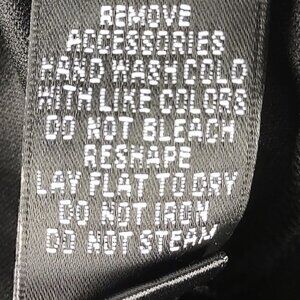 REMOVE
ACCESSORIES
HAND WASH COLD
WITH LIKE COLORS
DO NOT BLEACH
RESHAPE
LAY FLAT TO DRY
DO NOT IRON
DO NOT STEAM